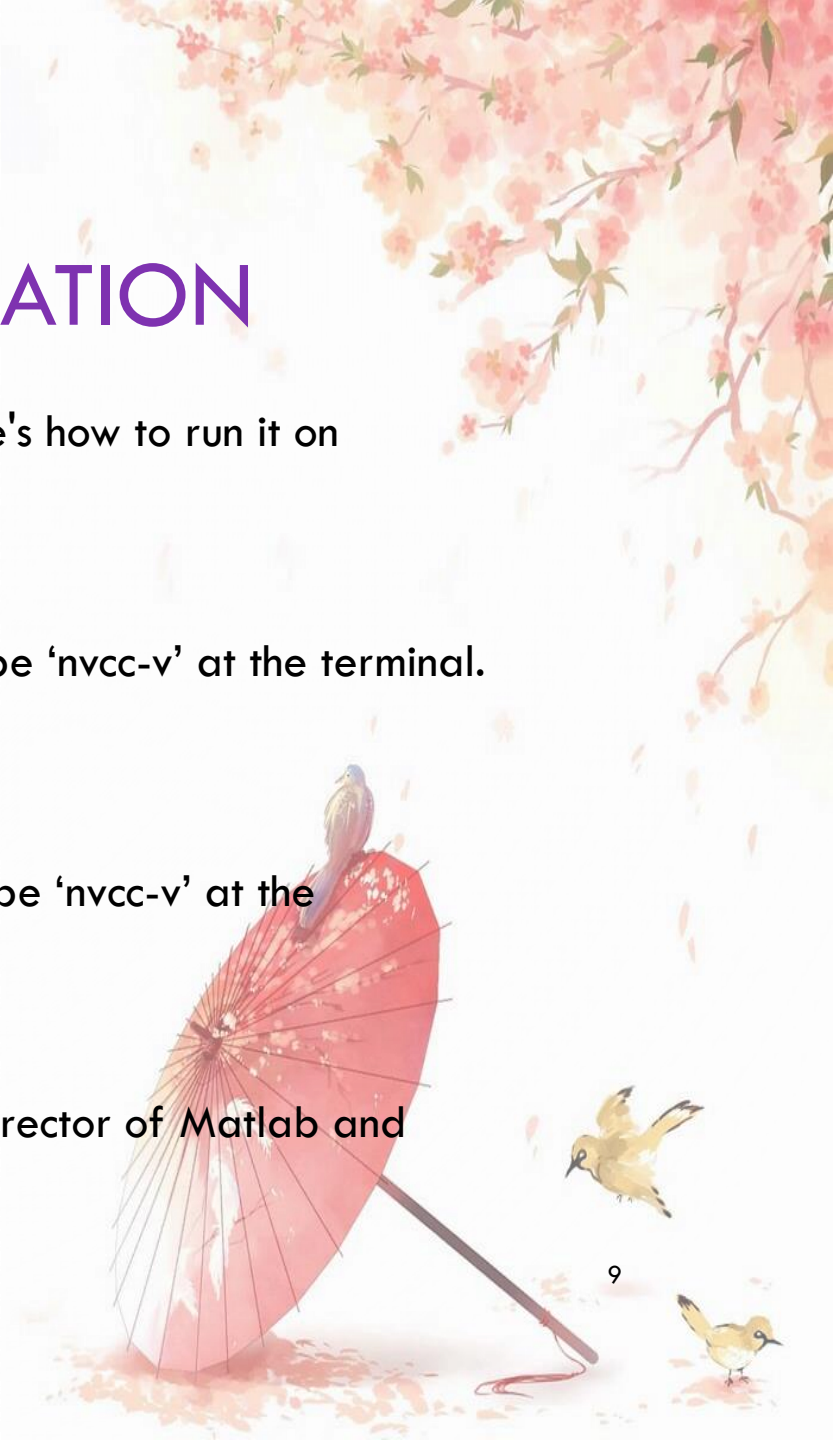 ATION
e's how to run it on
pe ‘nvcc-v’ at the terminal.
pe ‘nvcc-v’ at the
rector of Matlab and
9